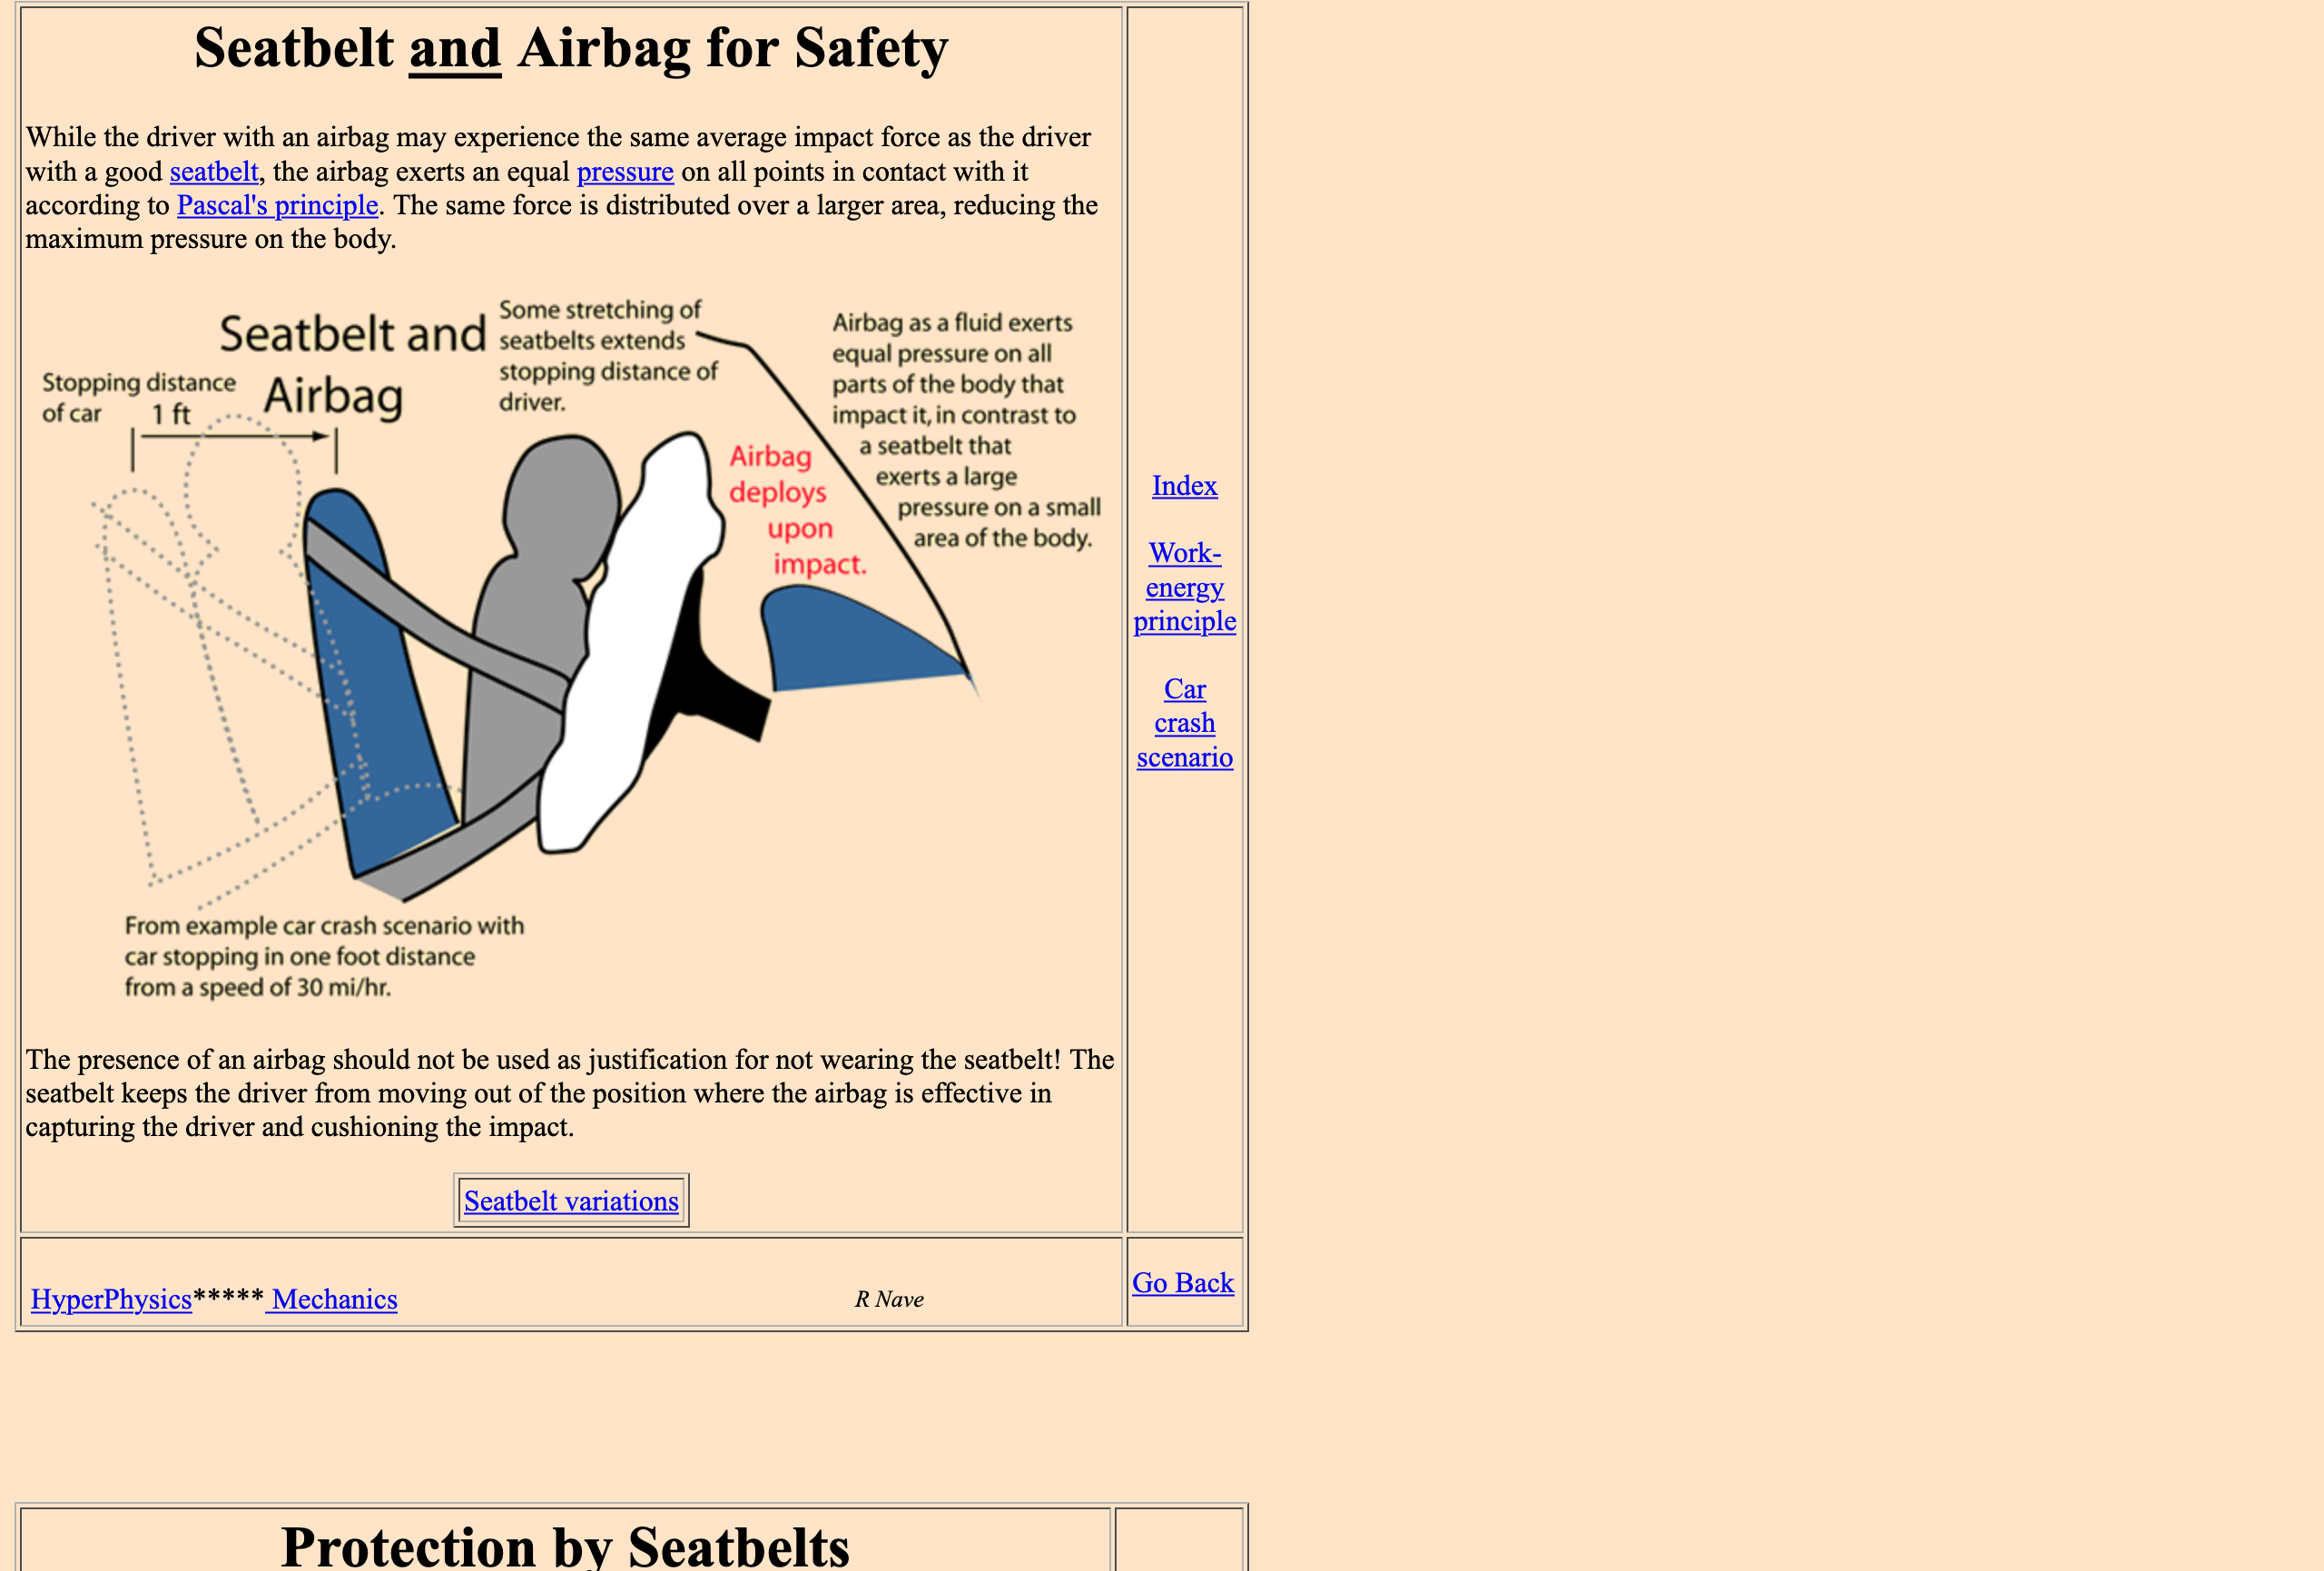 Seatbelt and Airbag for Safety
While the driver with an airbag may experience the same average impact force as the driver
with a good seatbelt, the airbag exerts an equal pressure on all points in contact with it
according to Pascal's principle. The same force is distributed over a larger area, reducing the
maximum pressure on the body.
Seatbelt and
Airbag
Stopping distance
of car 1 ft
Some stretching of
seatbelts extends
stopping distance of
driver.
Airbag as a fluid exerts
equal pressure on all
parts of the body that
impact it, in contrast to
a seatbelt that
exerts a large
pressure on a small
area of the body.
Airbag
deploys
upon
impact.
From example car crash scenario with
car stopping in one foot distance
from a speed of 30 mi/hr.
The presence of an airbag should not be used as justification for not wearing the seatbelt! The
seatbelt keeps the driver from moving out of the position where the airbag is effective in
capturing the driver and cushioning the impact.
Seatbelt variations
Index
Work-
energy
principle
Car
crash
scenario
HyperPhysics***** Mechanics
R Nave
Go Back
Protection by Seatbelts